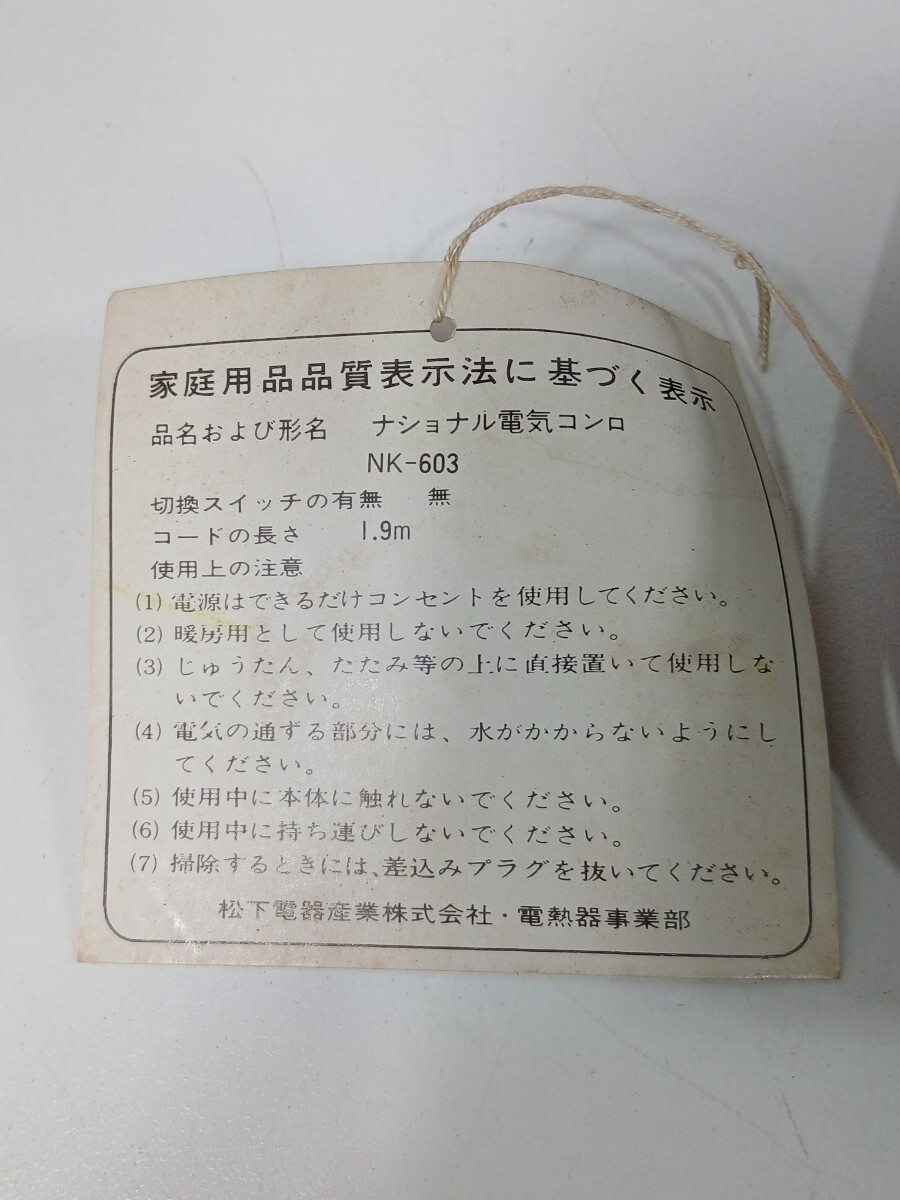 家庭用品品質表示法に基づく表示
品名および形名 ナショナル電気コンロ
NK-603
切換スイッチの有無 無
コードの長さ 1.9m
使用上の注意
(1) 電源はできるだけコンセントを使用してください。
(2) 暖房用として使用しないでください。
(3) じゅうたん、たたみ等の上に直接置いて使用しな
いでください。
(4) 電気の通ずる部分には、水がかからないようにし
てください。
(5) 使用中に本体に触れないでください。
(6) 使用中に持ち運びしないでください。
(7) 掃除するときには、差込みプラグを抜いてください。
松下電器産業株式会社・電熱器事業部